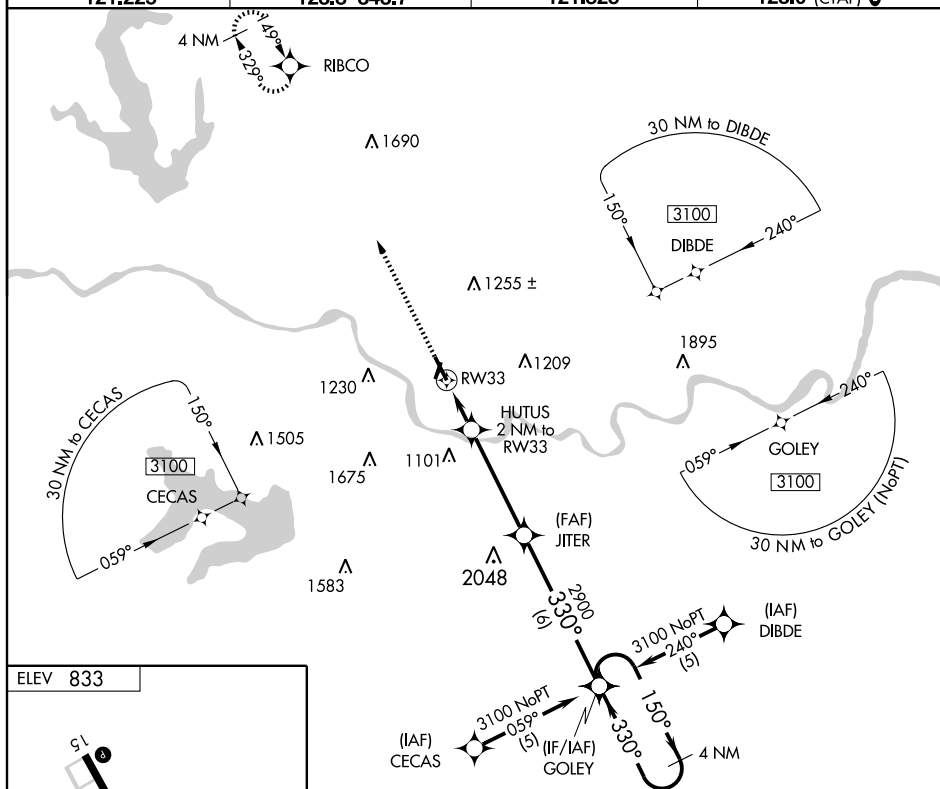 4 NM
149°
329°
RIBCO
1690
30 NM to DIBDE
150°
3100
240°
DIBDE
1255 ±
1895
1209
RW33
1230
HUTUS
2 NM to
RW33
30 NM to CECAS
150°
1505
3100
CECAS
059°
1675
1101
240°
059°
GOLEY
3100
30 NM to GOLEY (NoPT)
(FAF)
JITER
2048
1583
2900
330°
(6)
(IAF)
DIBDE
3100 NoPT
240°
(5)
3100 NoPT
059°
(5)
(IAF)
CECAS
(IF/IAF)
GOLEY
330°
150°
4 NM
ELEV 833
15
P